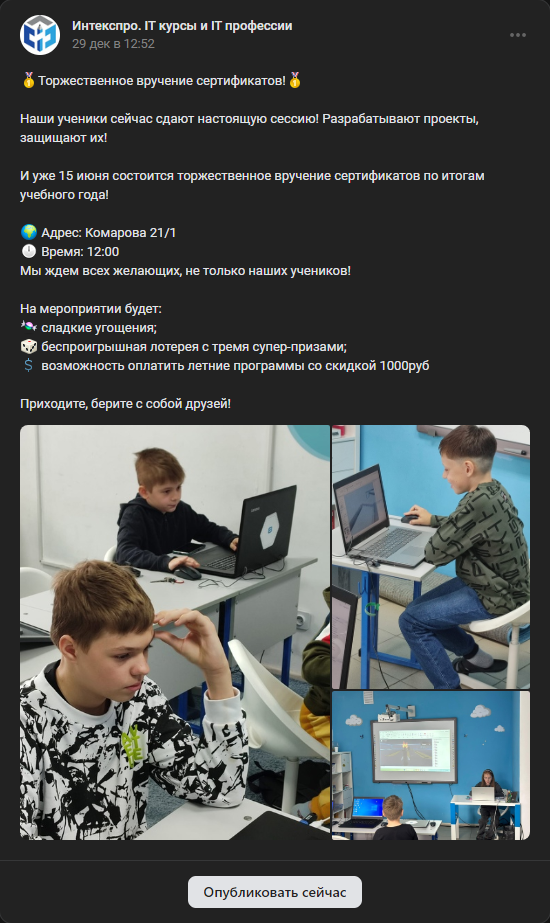 Интекспро. IT курсы и IT профессии
29 дек в 12:52
🏅Торжественное вручение сертификатов!🏅
Наши ученики сейчас сдают настоящую сессию! Разрабатывают проекты,
защищают их!
И уже 15 июня состоится торжественное вручение сертификатов по итогам
учебного года!
🌍 Адрес: Комарова 21/1
🕛 Время: 12:00
Мы ждем всех желающих, не только наших учеников!
На мероприятии будет:
🍬 сладкие угощения;
🎲 беспроигрышная лотерея с тремя супер-призами;
💲 возможность оплатить летние программы со скидкой 1000руб
Приходите, берите с собой друзей!
Опубликовать сейчас